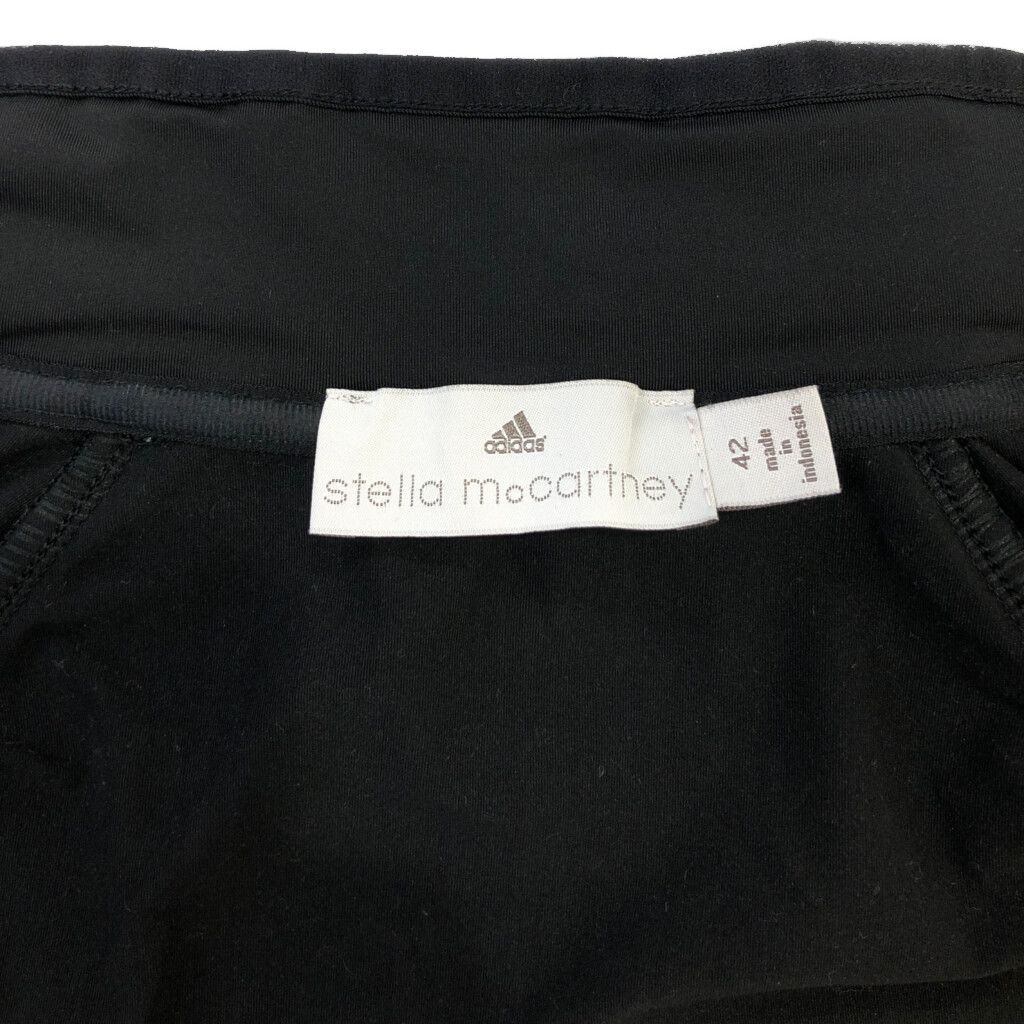 adidas
stella mccartney
42
made
in
indonesia